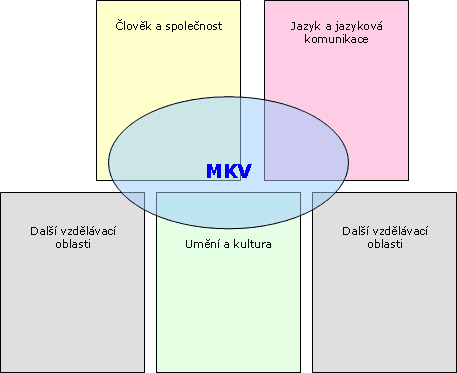 Člověk a společnost
Jazyk a jazyková
komunikace
MKV
Další vzdělávací
oblasti
Umění a kultura
Další vzdělávací
oblasti